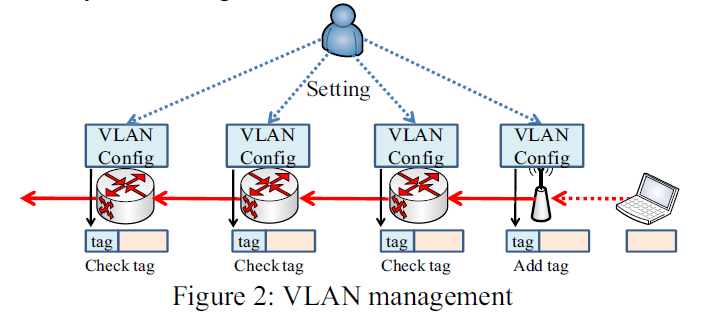 Setting
VLAN
Config
VLAN
Config
VLAN
Config
VLAN
Config
tag
tag
tag
tag
Check tag
Check tag
Check tag
Add tag
Figure 2: VLAN management